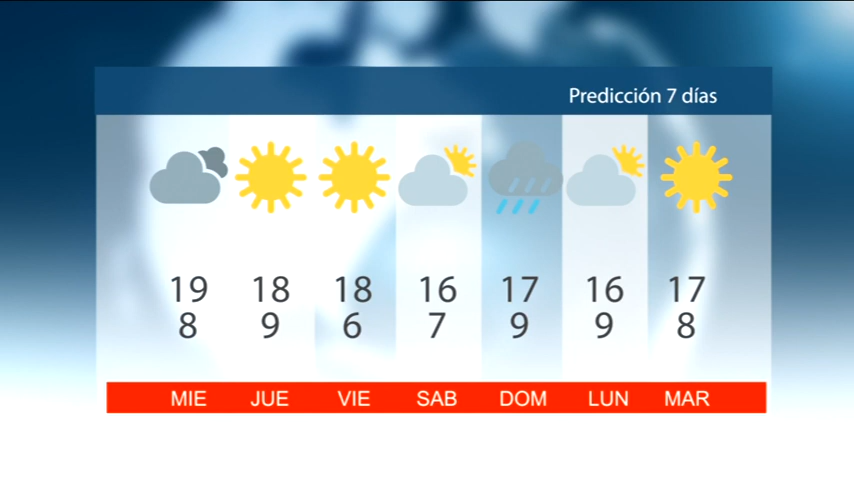 Predicción 7 días
19 18 18 16 17 16 17
8 9 6 7 9 9 8
MIE JUE VIE SAB DOM LUN MAR